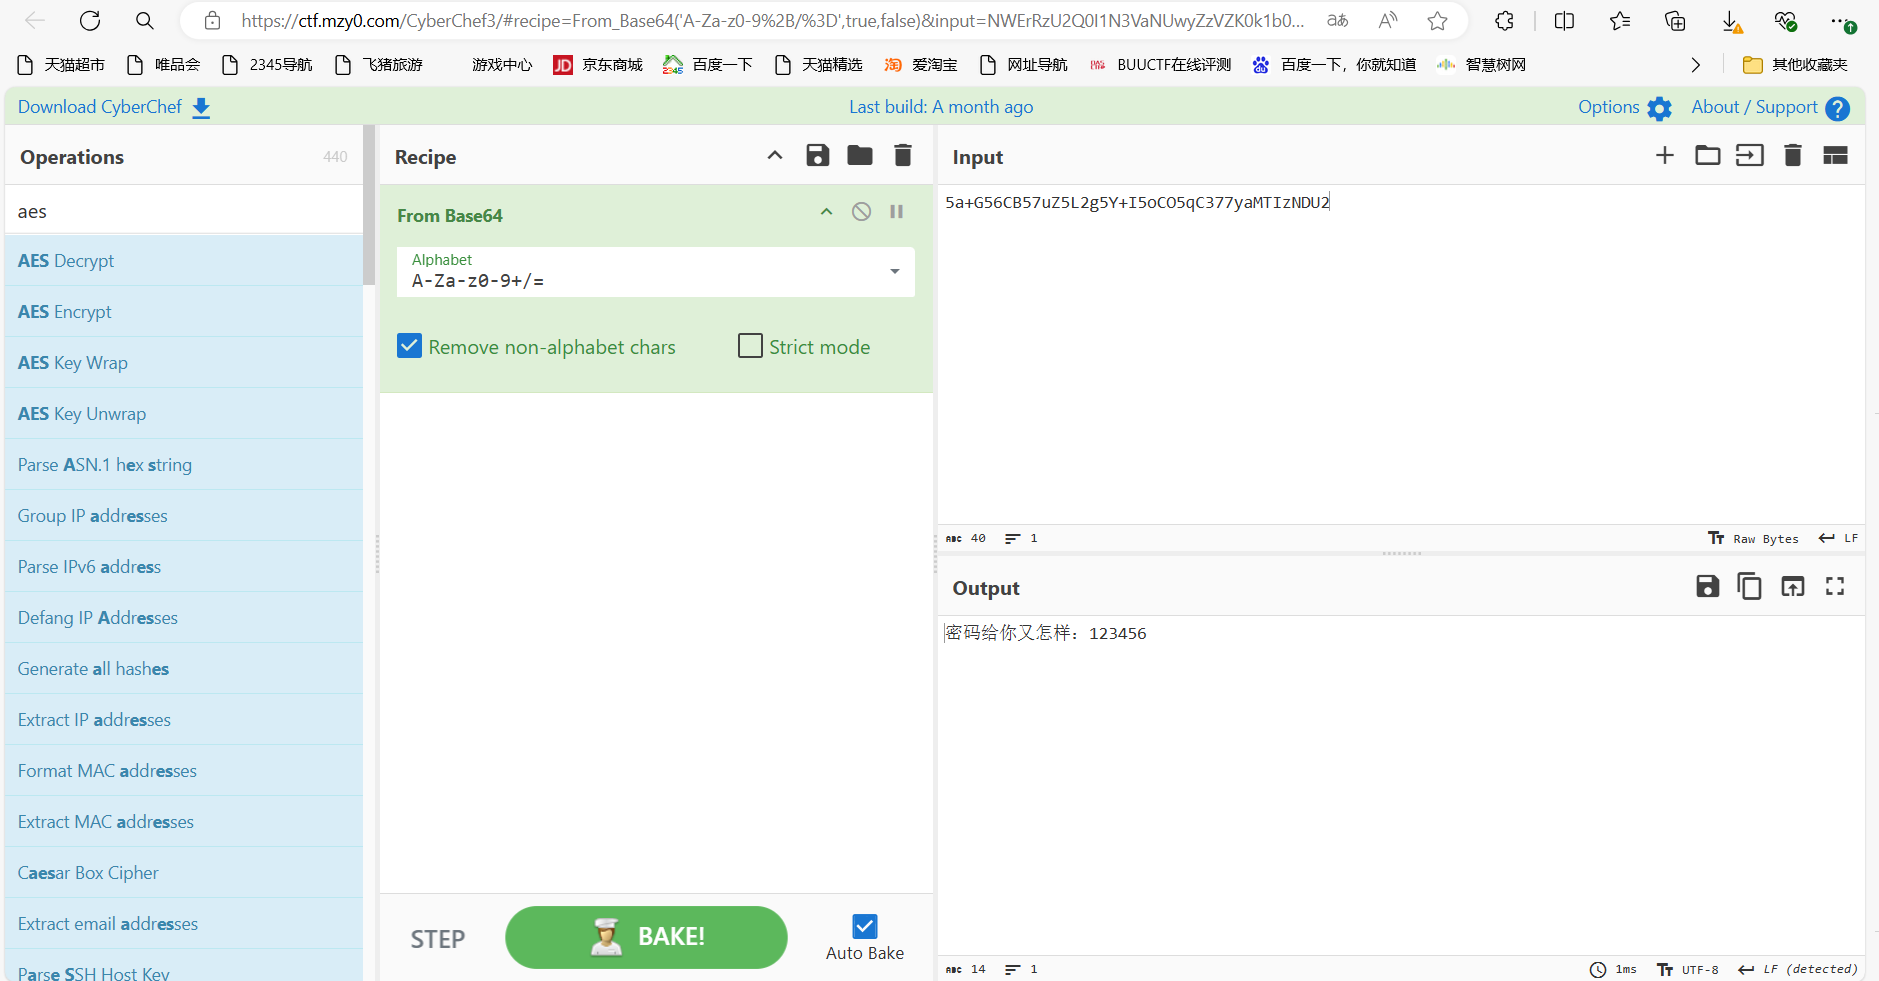 https://ctf.mzy0.com/CyberChef3/#recipe=From_Base64('A-Za-z0-9%2B/%3D',true,false)&input=NWErRzU2Q0I1N3VaNUwyZzVZK0k1b0... aあ A
天猫超市 唯品会 2345导航 飞猪旅游 游戏中心 JD 京东商城 2345 百度一下 天猫精选 淘 爱淘宝 网址导航 BUUCTF在线评测 百度一下，你就知道 智慧树网 其他收藏夹
Download CyberChef Last build: A month ago Options About / Support ?
Operations 440
aes
AES Decrypt
AES Encrypt
AES Key Wrap
AES Key Unwrap
Parse ASN.1 hex string
Group IP addresses
Parse IPv6 address
Defang IP Addresses
Generate all hashes
Extract IP addresses
Format MAC addresses
Extract MAC addresses
Caesar Box Cipher
Extract email addresses
Parse SSH Host Key
Recipe
From Base64
Alphabet
A-Za-z0-9+/=
Remove non-alphabet chars Strict mode
STEP BAKE! Auto Bake
Input
5a+G56CB57uZ5L2g5Y+I5oCO5qC377yaMTIzNDU2
ABC 40 1 Raw Bytes LF
Output
密码给你又怎样：123456
ABC 14 1 1ms UTF-8 LF (detected)